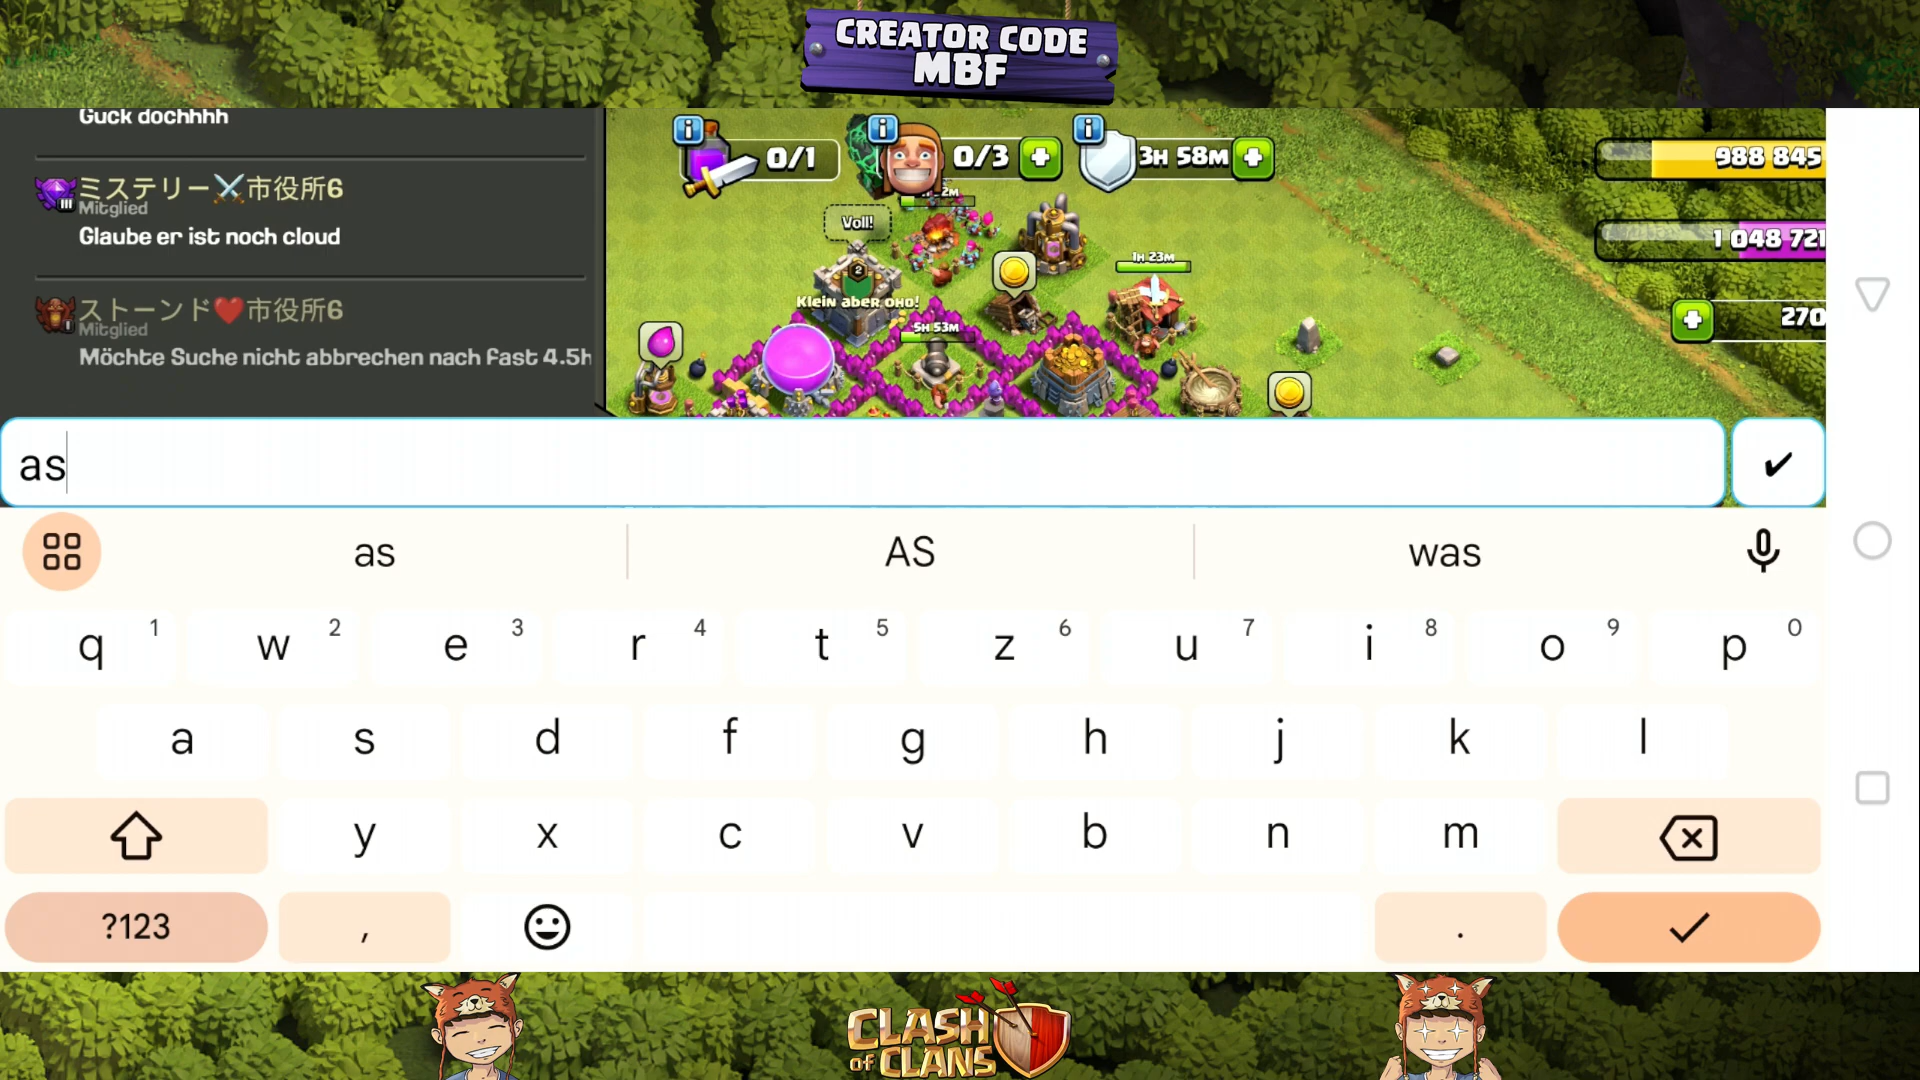 CREATOR CODE
MBF
Guck dochhhh
ミステリー⚔️市役所6
Mitglied
Glaube er ist noch cloud
ストーンド❤️市役所6
Mitglied
Möchte Suche nicht abbrechen nach fast 4.5h
0/1
0/3
3H 58M
988 845
1 048 721
270
Voll!
2
Klein aber oho!
1H 23M
5H 53M
as
as
AS
was
q 1 w 2 e 3 r 4 t 5 z 6 u 7 i 8 o 9 p 0
a s d f g h j k l
y x c v b n m
?123 , .
CLASH
OF CLANS